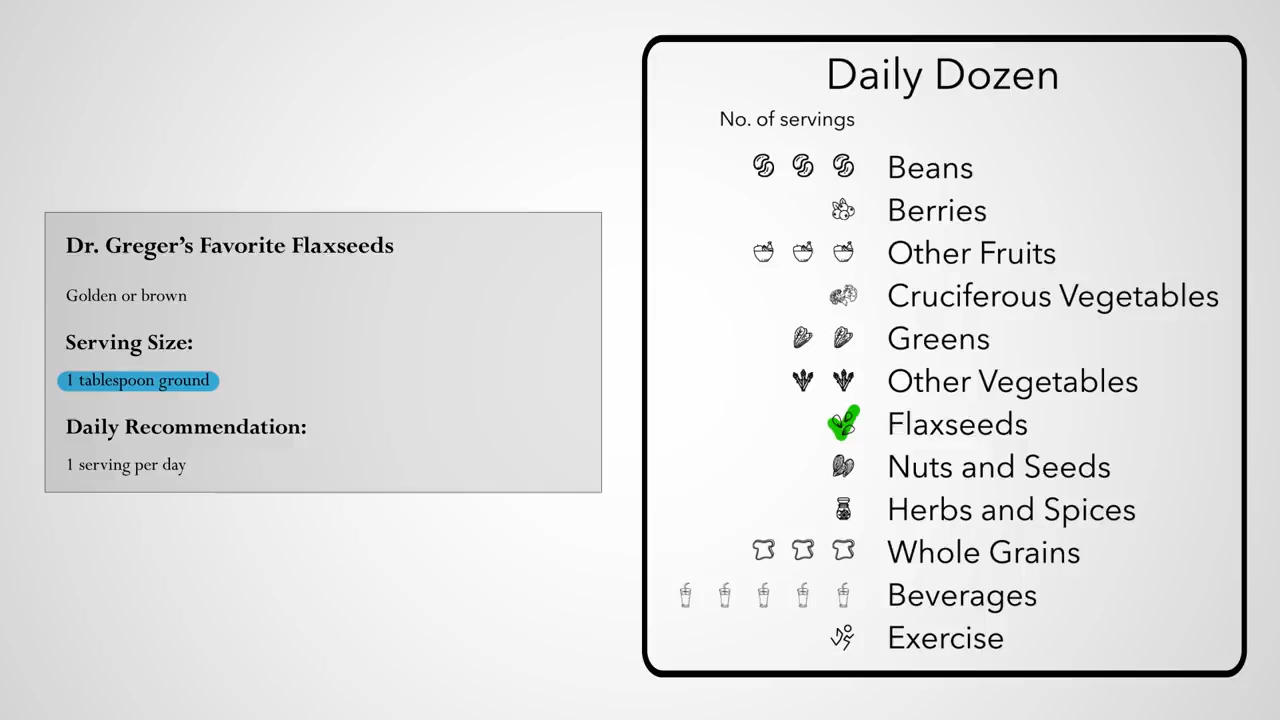 Dr. Greger’s Favorite Flaxseeds
Golden or brown
Serving Size:
1 tablespoon ground
Daily Recommendation:
1 serving per day
Daily Dozen
No. of servings
Beans
Berries
Other Fruits
Cruciferous Vegetables
Greens
Other Vegetables
Flaxseeds
Nuts and Seeds
Herbs and Spices
Whole Grains
Beverages
Exercise